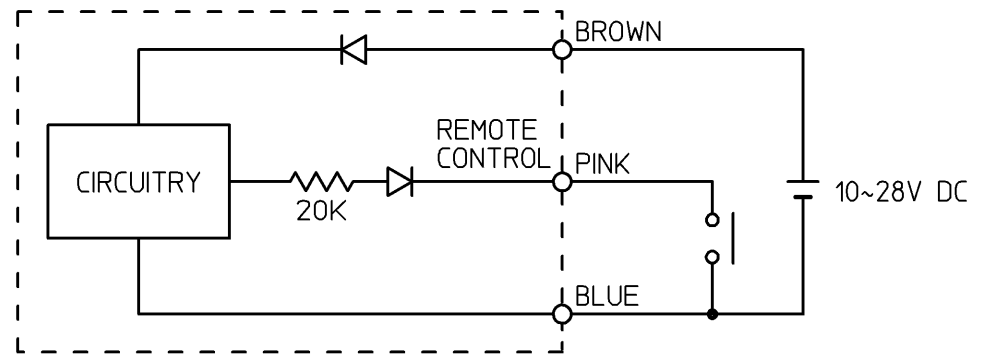 BROWN
REMOTE
CONTROL
PINK
CIRCUITRY
20K
10~28V DC
BLUE